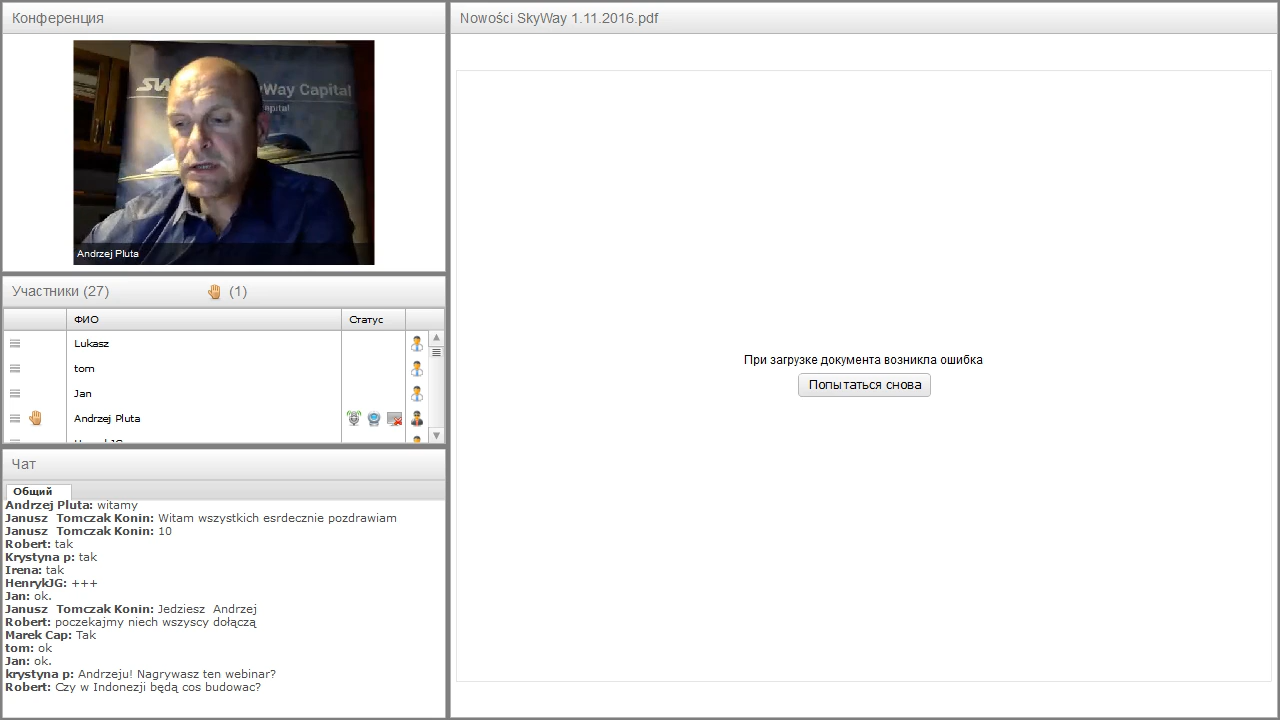 Конференция
SW
yWay Capital
apital
Andrzej Pluta
Участники (27)
(1)
ФИО
Статус
Lukasz
tom
Jan
Andrzej Pluta
Чат
Общий
Andrzej Pluta: witamy
Janusz Tomczak Konin: Witam wszystkich esrdecznie pozdrawiam
Janusz Tomczak Konin: 10
Robert: tak
Krystyna p: tak
Irena: tak
HenrykJG: +++
Jan: ok.
Janusz Tomczak Konin: Jedziesz Andrzej
Robert: poczekajmy niech wszyscy dołączą
Marek Cap: Tak
tom: ok
Jan: ok.
krystyna p: Andrzeju! Nagrywasz ten webinar?
Robert: Czy w Indonezji będą cos budowac?
Nowości SkyWay 1.11.2016.pdf
При загрузке документа возникла ошибка
Попытаться снова